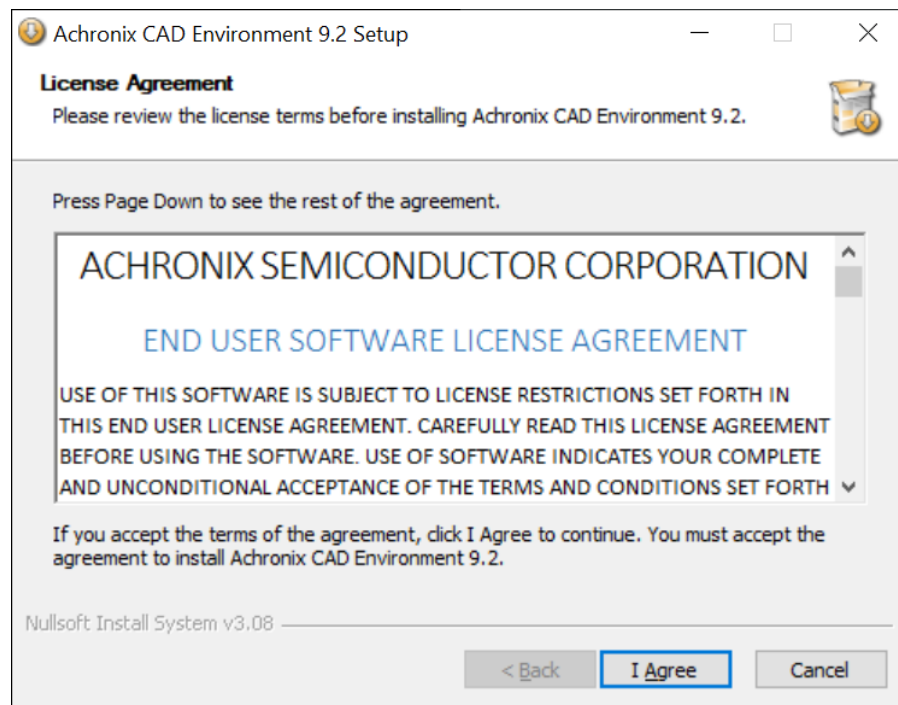 Achronix CAD Environment 9.2 Setup
License Agreement
Please review the license terms before installing Achronix CAD Environment 9.2.
Press Page Down to see the rest of the agreement.
ACHRONIX SEMICONDUCTOR CORPORATION
END USER SOFTWARE LICENSE AGREEMENT
USE OF THIS SOFTWARE IS SUBJECT TO LICENSE RESTRICTIONS SET FORTH IN
THIS END USER LICENSE AGREEMENT. CAREFULLY READ THIS LICENSE AGREEMENT
BEFORE USING THE SOFTWARE. USE OF SOFTWARE INDICATES YOUR COMPLETE
AND UNCONDITIONAL ACCEPTANCE OF THE TERMS AND CONDITIONS SET FORTH
If you accept the terms of the agreement, click I Agree to continue. You must accept the
agreement to install Achronix CAD Environment 9.2.
Nullsoft Install System v3.08
< Back I Agree Cancel